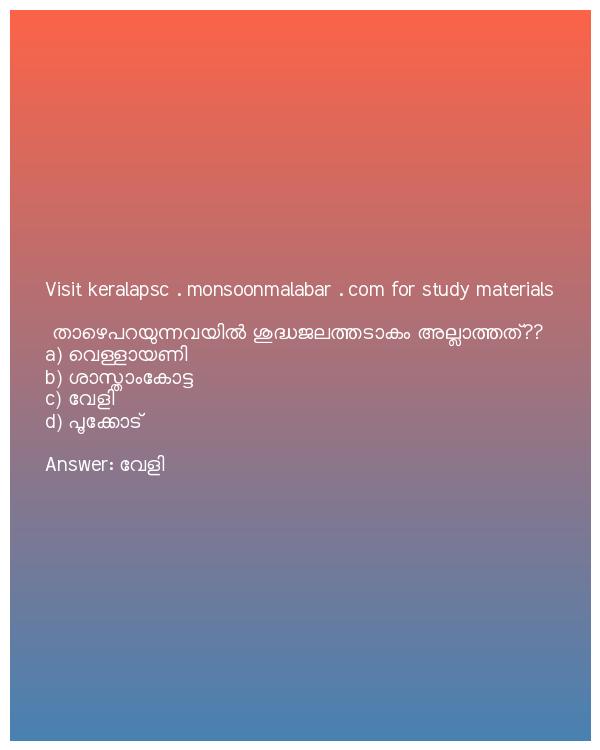 Visit keralapsc . monsoonmalabar . com for study materials
താഴെപറയുന്നവയിൽ ശുദ്ധജലത്തടാകം അല്ലാത്തത്??
a) വെള്ളായണി
b) ശാസ്താംകോട്ട
c) വേളി
d) പൂക്കോട്
Answer: വേളി